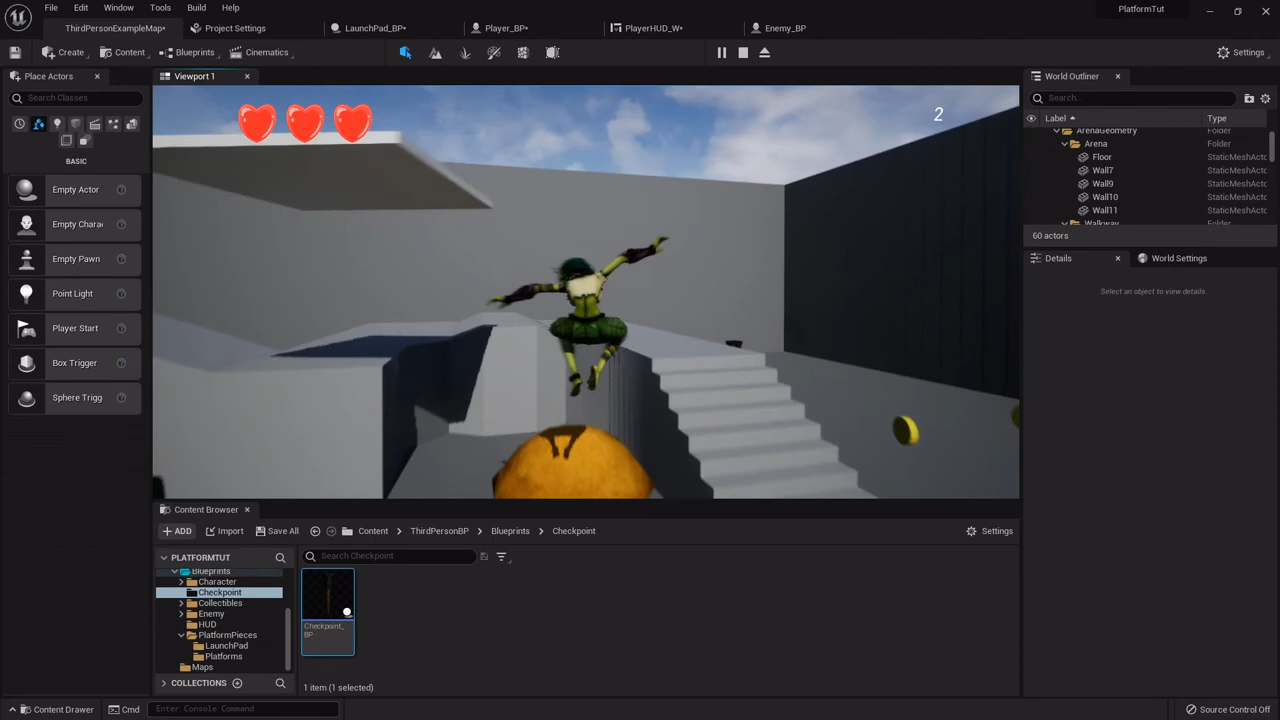 File Edit Window Tools Build Help
PlatformTut
ThirdPersonExampleMap•
Project Settings
LaunchPad_BP•
Player_BP•
PlayerHUD_W•
Enemy_BP
Create
Content
Blueprints
Cinematics
Settings
Place Actors
Search Classes
BASIC
Empty Actor
Empty Chara
Empty Pawn
Point Light
Player Start
Box Trigger
Sphere Trigg
Viewport 1
2
World Outliner
Search...
Label Type
ArenaGeometry Folder
Arena Folder
Floor StaticMeshActo
Wall7 StaticMeshActo
Wall9 StaticMeshActo
Wall10 StaticMeshActo
Wall11 StaticMeshActo
Walkway Folder
60 actors
Details
World Settings
Select an object to view details.
Content Browser
ADD
Import
Save All
Content
ThirdPersonBP
Blueprints
Checkpoint
Settings
PLATFORMTUT
Search Checkpoint
Blueprints
Character
Checkpoint
Collectibles
Enemy
HUD
PlatformPieces
LaunchPad
Platforms
Maps
Checkpoint_
BP
COLLECTIONS
1 item (1 selected)
Content Drawer
Cmd
Enter Console Command
Source Control Off